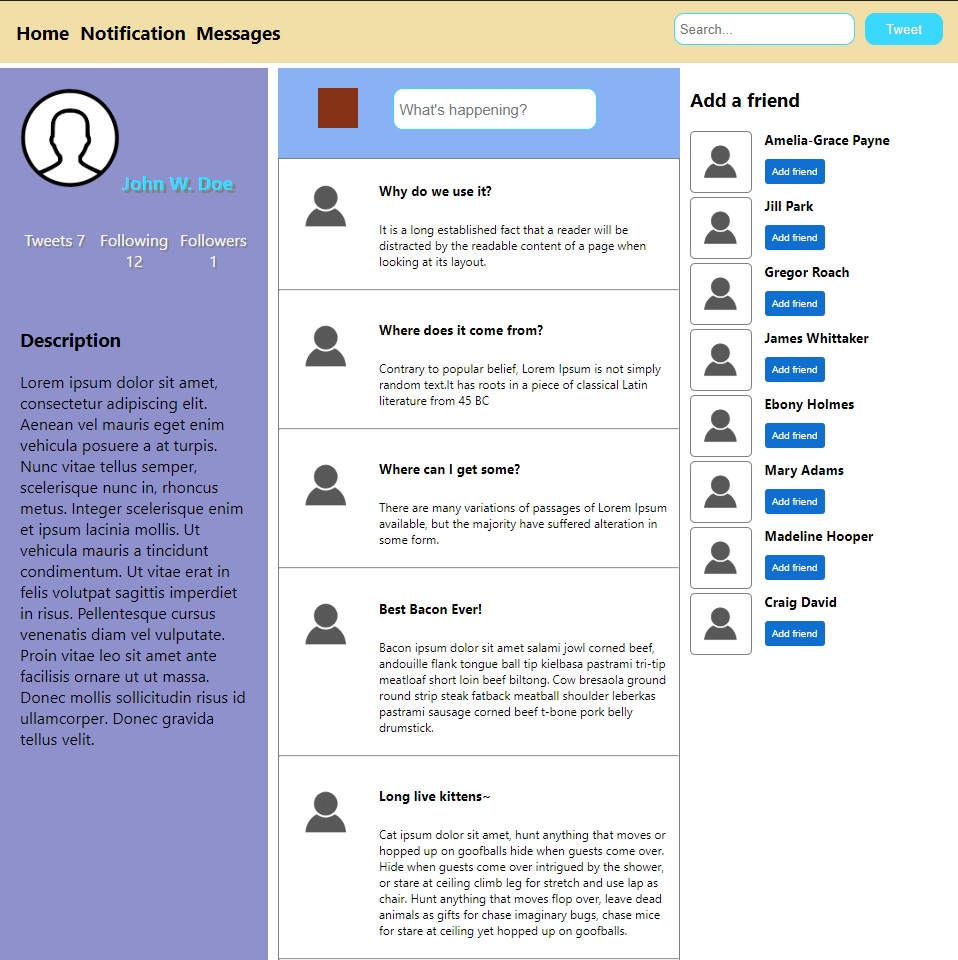 Home Notification Messages
Search...
Tweet
John W. Doe
Tweets 7 Following Followers
12 1
Description
Lorem ipsum dolor sit amet,
consectetur adipiscing elit.
Aenean vel mauris eget enim
vehicula posuere a at turpis.
Nunc vitae tellus semper,
scelerisque nunc in, rhoncus
metus. Integer scelerisque enim
et ipsum lacinia mollis. Ut
vehicula mauris a tincidunt
condimentum. Ut vitae erat in
felis volutpat sagittis imperdiet
in risus. Pellentesque cursus
venenatis diam vel vulputate.
Proin vitae leo sit amet ante
facilisis ornare ut ut massa.
Donec mollis sollicitudin risus id
ullamcorper. Donec gravida
tellus velit.
What's happening?
Why do we use it?
It is a long established fact that a reader will be
distracted by the readable content of a page when
looking at its layout.
Where does it come from?
Contrary to popular belief, Lorem Ipsum is not simply
random text.It has roots in a piece of classical Latin
literature from 45 BC
Where can I get some?
There are many variations of passages of Lorem Ipsum
available, but the majority have suffered alteration in
some form.
Best Bacon Ever!
Bacon ipsum dolor sit amet salami jowl corned beef,
andouille flank tongue ball tip kielbasa pastrami tri-tip
meatloaf short loin beef biltong. Cow bresaola ground
round strip steak fatback meatball shoulder leberkas
pastrami sausage corned beef t-bone pork belly
drumstick.
Long live kittens~
Cat ipsum dolor sit amet, hunt anything that moves or
hopped up on goofballs hide when guests come over.
Hide when guests come over intrigued by the shower,
or stare at ceiling climb leg for stretch and use lap as
chair. Hunt anything that moves flop over, leave dead
animals as gifts for chase imaginary bugs, chase mice
for stare at ceiling yet hopped up on goofballs.
Add a friend
Amelia-Grace Payne
Add friend
Jill Park
Add friend
Gregor Roach
Add friend
James Whittaker
Add friend
Ebony Holmes
Add friend
Mary Adams
Add friend
Madeline Hooper
Add friend
Craig David
Add friend